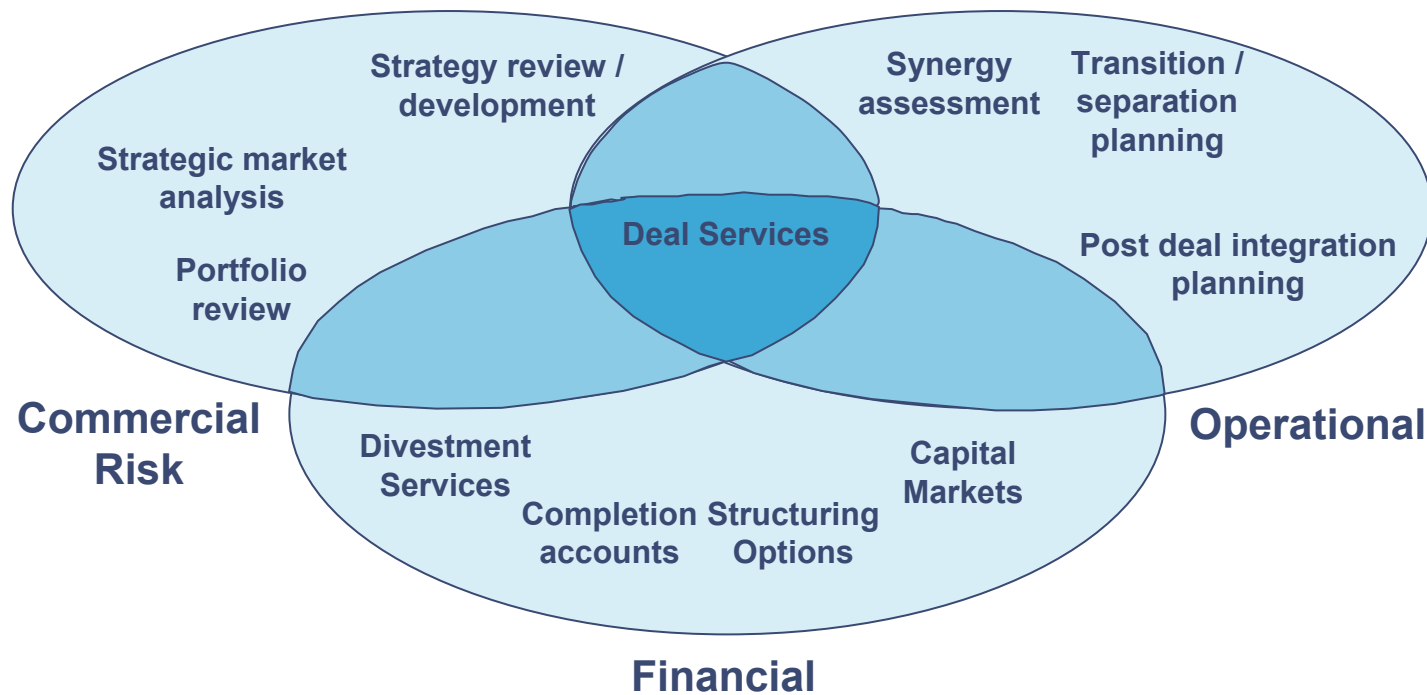 Strategy review /
development
Strategic market
analysis
Portfolio
review
Synergy
assessment
Transition /
separation
planning
Post deal integration
planning
Deal Services
Commercial
Risk
Operational
Divestment
Services
Completion
accounts
Structuring
Options
Capital
Markets
Financial